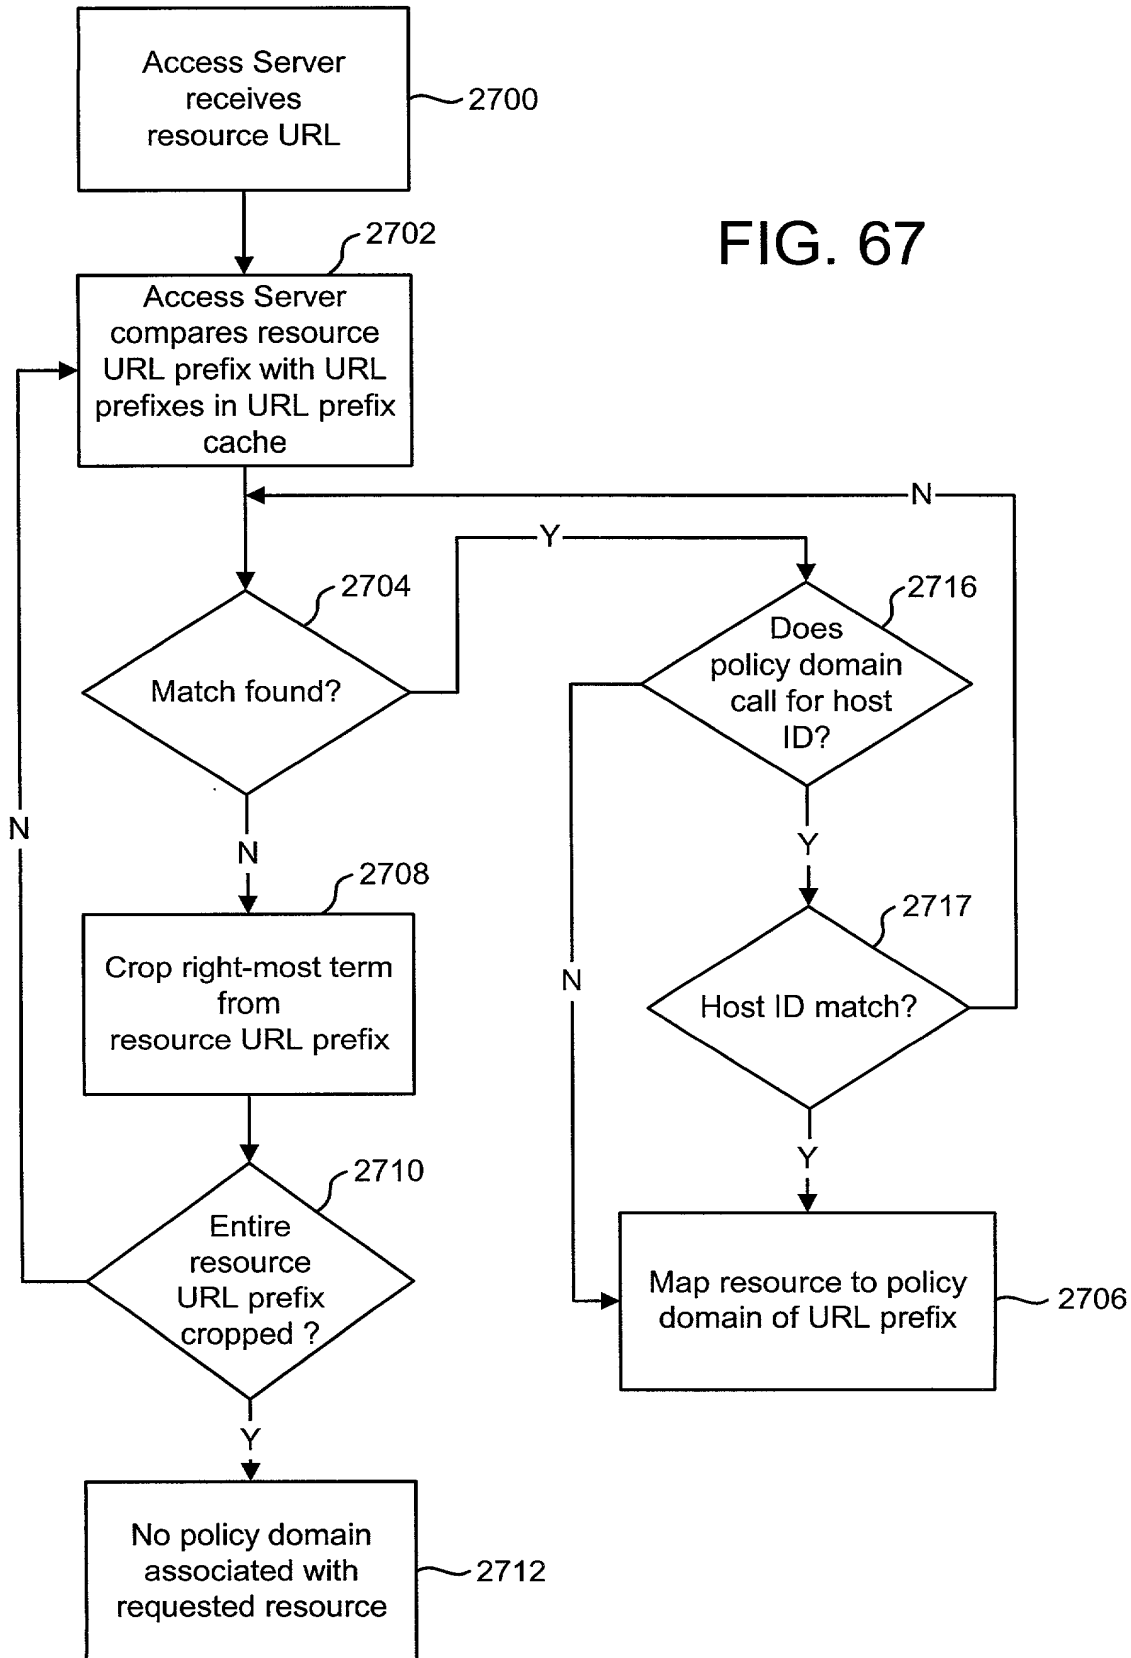 Access Server
receives
resource URL
2700
FIG. 67
2702
Access Server
compares resource
URL prefix with URL
prefixes in URL prefix
cache
N
Y
2704
Match found?
2716
Does
policy domain
call for host
ID?
N
N
Y
2708
Crop right-most term
from
resource URL prefix
2717
Host ID match?
N
2710
Entire
resource
URL prefix
cropped ?
Y
Map resource to policy
domain of URL prefix
2706
Y
No policy domain
associated with
requested resource
2712